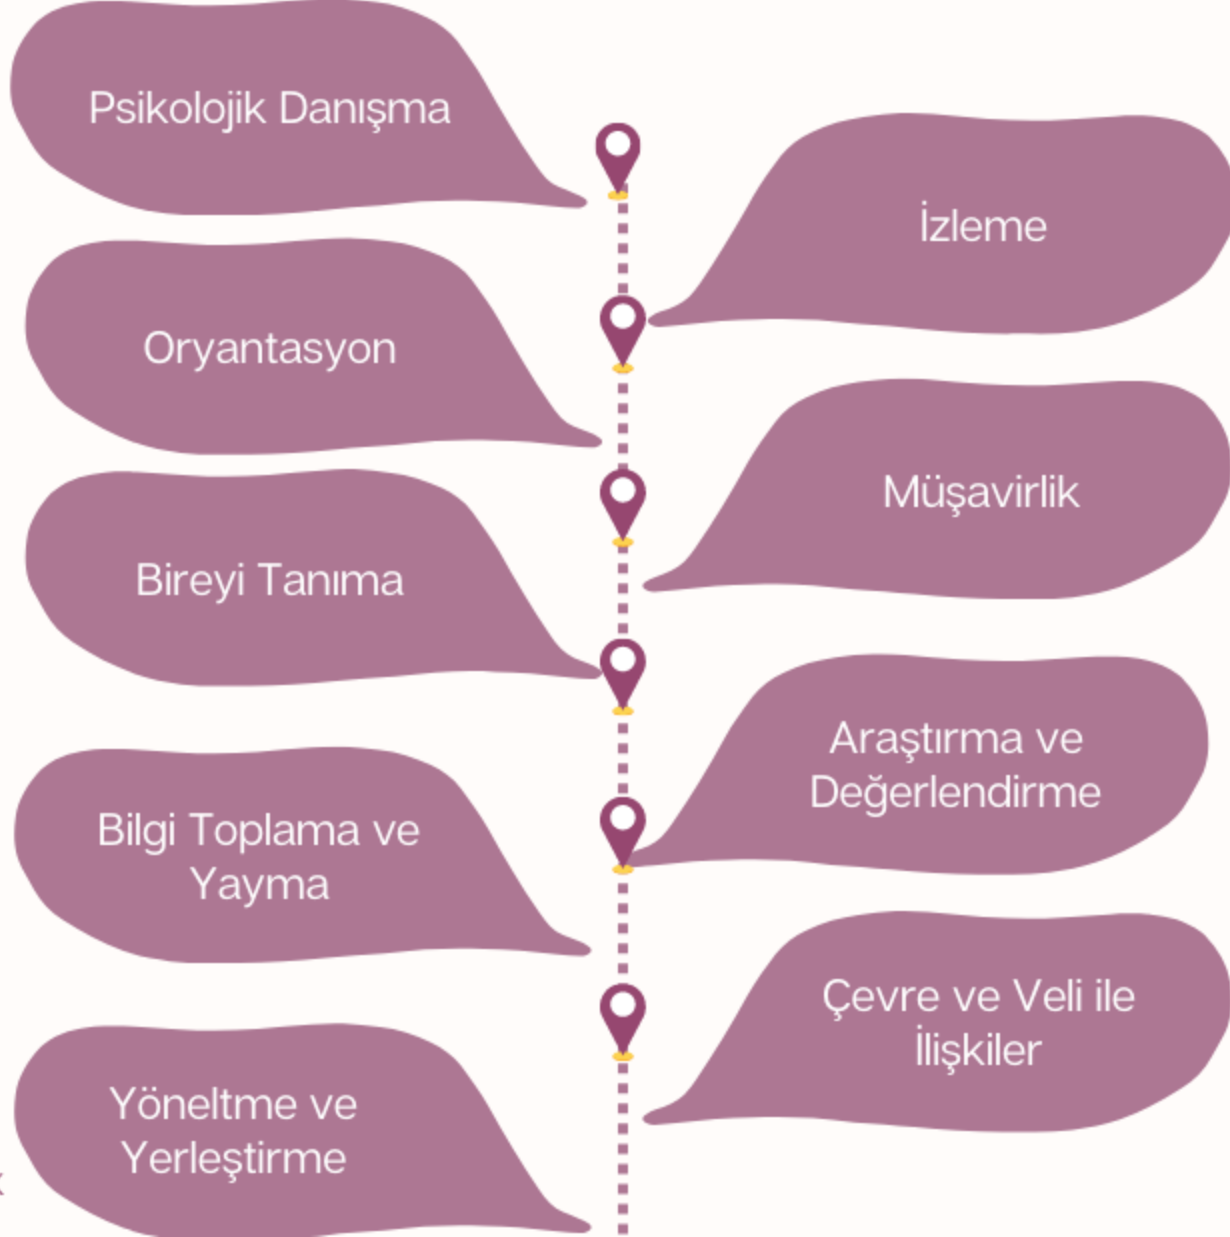 Psikolojik Danışma
İzleme
Oryantasyon
Müşavirlik
Bireyi Tanıma
Araştırma ve
Değerlendirme
Bilgi Toplama ve
Yayma
Çevre ve Veli ile
İlişkiler
Yöneltme ve
Yerleştirme